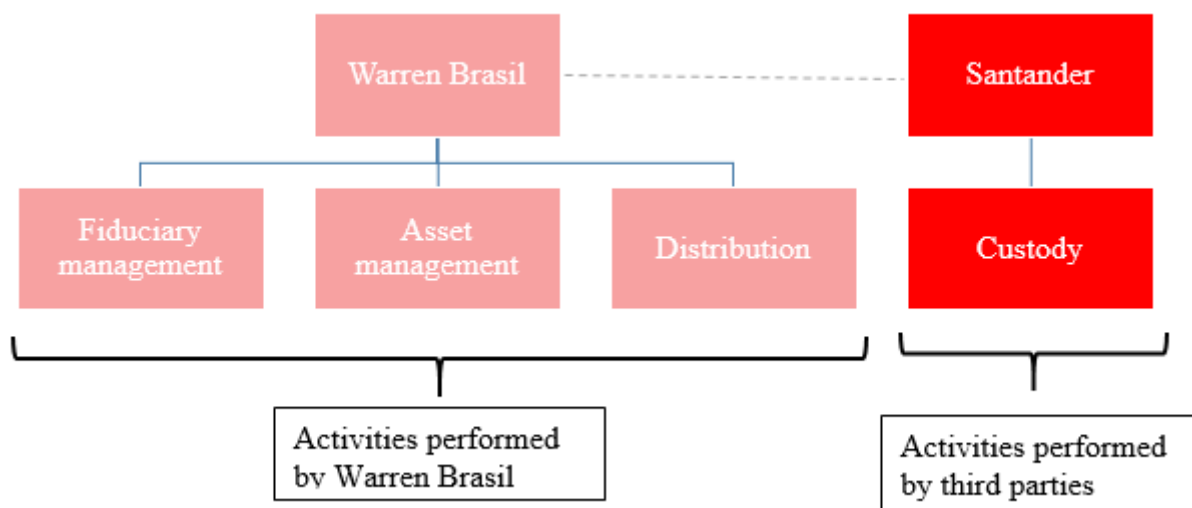 Warren Brasil
Santander
Fiduciary
management
Asset
management
Distribution
Custody
Activities performed
by Warren Brasil
Activities performed
by third parties